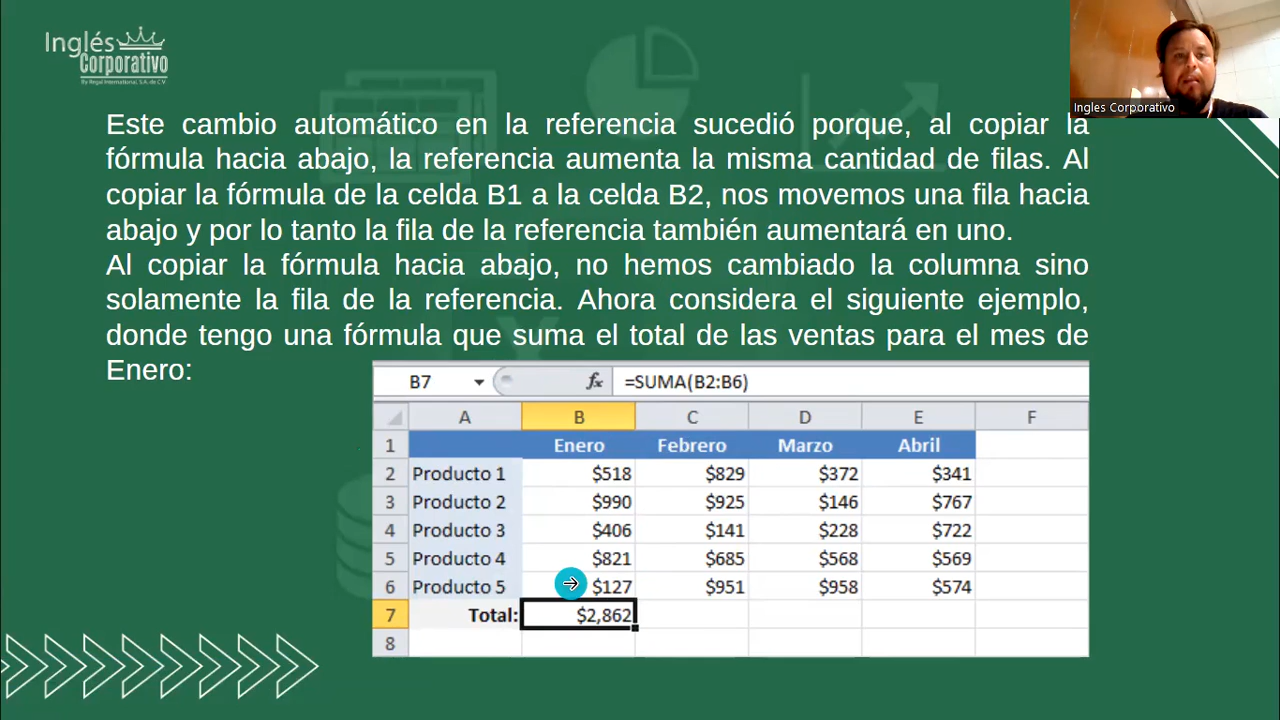 Inglés
Corporativo
By Regal International, S.A. de C.V.
Ingles Corporativo
Este cambio automático en la referencia sucedió porque, al copiar la
fórmula hacia abajo, la referencia aumenta la misma cantidad de filas. Al
copiar la fórmula de la celda B1 a la celda B2, nos movemos una fila hacia
abajo y por lo tanto la fila de la referencia también aumentará en uno.
Al copiar la fórmula hacia abajo, no hemos cambiado la columna sino
solamente la fila de la referencia. Ahora considera el siguiente ejemplo,
donde tengo una fórmula que suma el total de las ventas para el mes de
Enero:
B7 fx =SUMA(B2:B6)
A B C D E F
1 Enero Febrero Marzo Abril
2 Producto 1 $518 $829 $372 $341
3 Producto 2 $990 $925 $146 $767
4 Producto 3 $406 $141 $228 $722
5 Producto 4 $821 $685 $568 $569
6 Producto 5 $127 $951 $958 $574
7 Total: $2,862
8